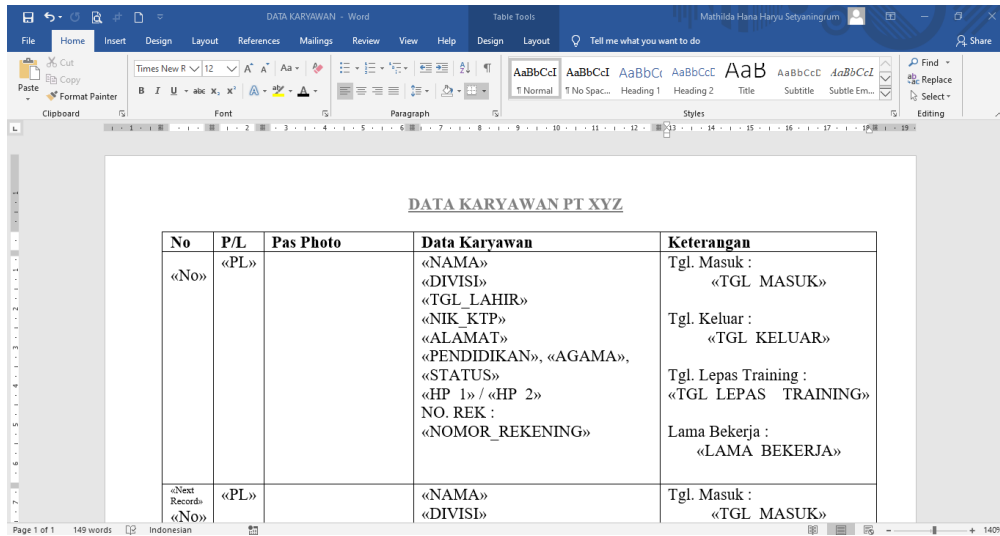 DATA KARYAWAN - Word
Table Tools
Mathilda Hana Haryu Setyaningrum
File Home Insert Design Layout References Mailings Review View Help Design Layout Tell me what you want to do Share
Cut
Copy
Format Painter
Paste
Clipboard
Times New R 12
Font
Paragraph
AaBbCcI AaBbCcI AaBbCc AaBbCcC AaB AaBbCcC AaBbCcI
¶ Normal ¶ No Spac... Heading 1 Heading 2 Title Subtitle Subtle Em...
Styles
Find
Replace
Select
Editing
DATA KARYAWAN PT XYZ
No P/L Pas Photo Data Karyawan Keterangan
«No»
«PL»
«NAMA»
«DIVISI»
«TGL_LAHIR»
«NIK_KTP»
«ALAMAT»
«PENDIDIKAN», «AGAMA»,
«STATUS»
«HP_1» / «HP_2»
NO. REK :
«NOMOR_REKENING»
Tgl. Masuk :
«TGL_MASUK»
Tgl. Keluar :
«TGL_KELUAR»
Tgl. Lepas Training :
«TGL_LEPAS__TRAINING»
Lama Bekerja :
«LAMA_BEKERJA»
«Next
Record»
«No»
«PL»
«NAMA»
«DIVISI»
Tgl. Masuk :
«TGL_MASUK»
Page 1 of 1 149 words Indonesian 140%